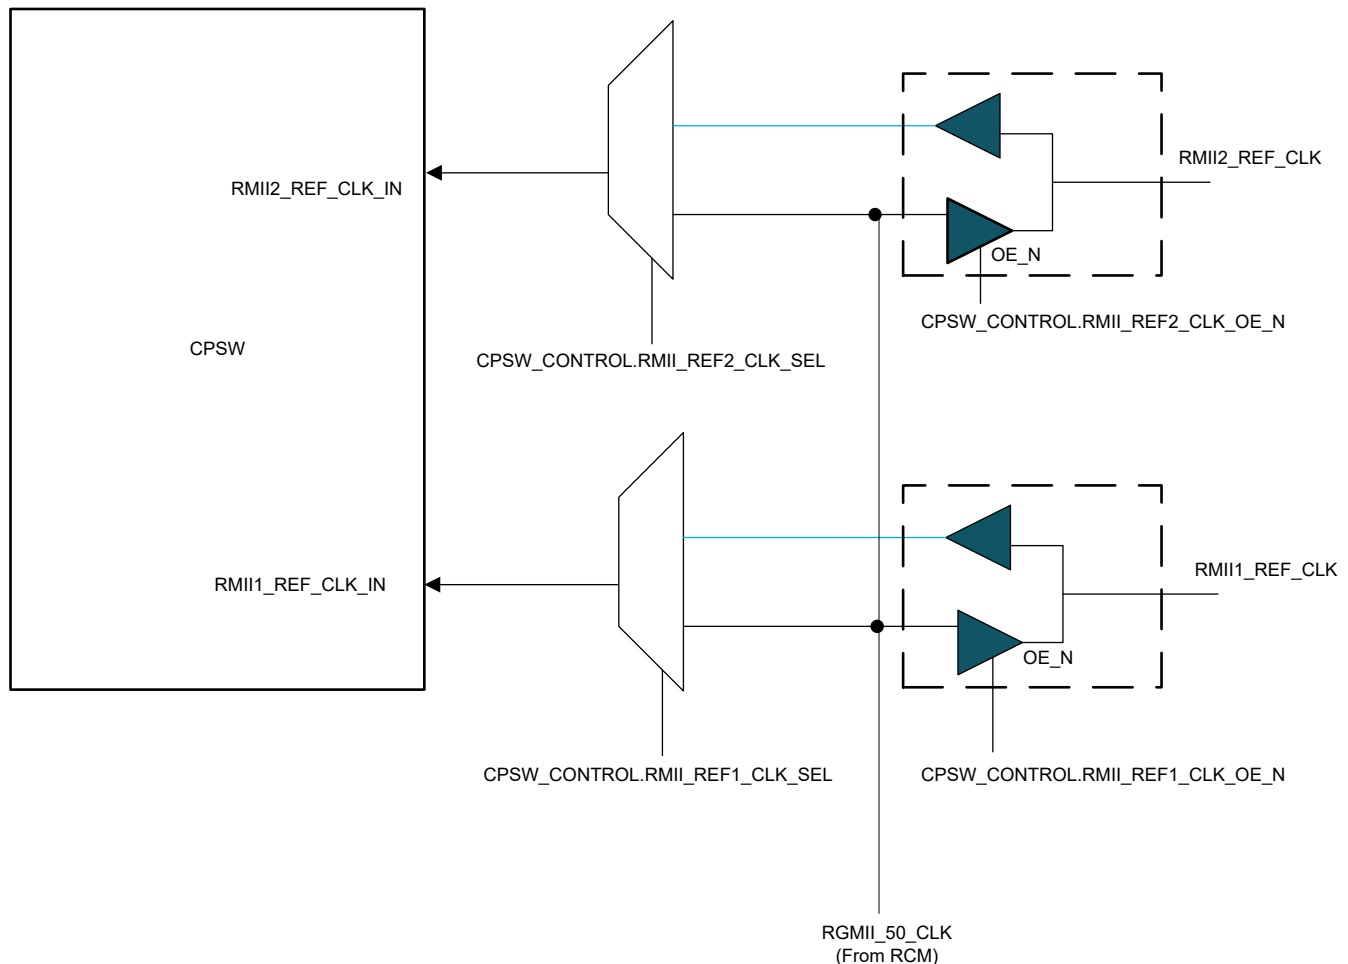 RMII2_REF_CLK
RMII2_REF_CLK_IN
OE_N
CPSW_CONTROL.RMII_REF2_CLK_OE_N
CPSW
CPSW_CONTROL.RMII_REF2_CLK_SEL
RMII1_REF_CLK
RMII1_REF_CLK_IN
OE_N
CPSW_CONTROL.RMII_REF1_CLK_SEL
CPSW_CONTROL.RMII_REF1_CLK_OE_N
RGMII_50_CLK
(From RCM)